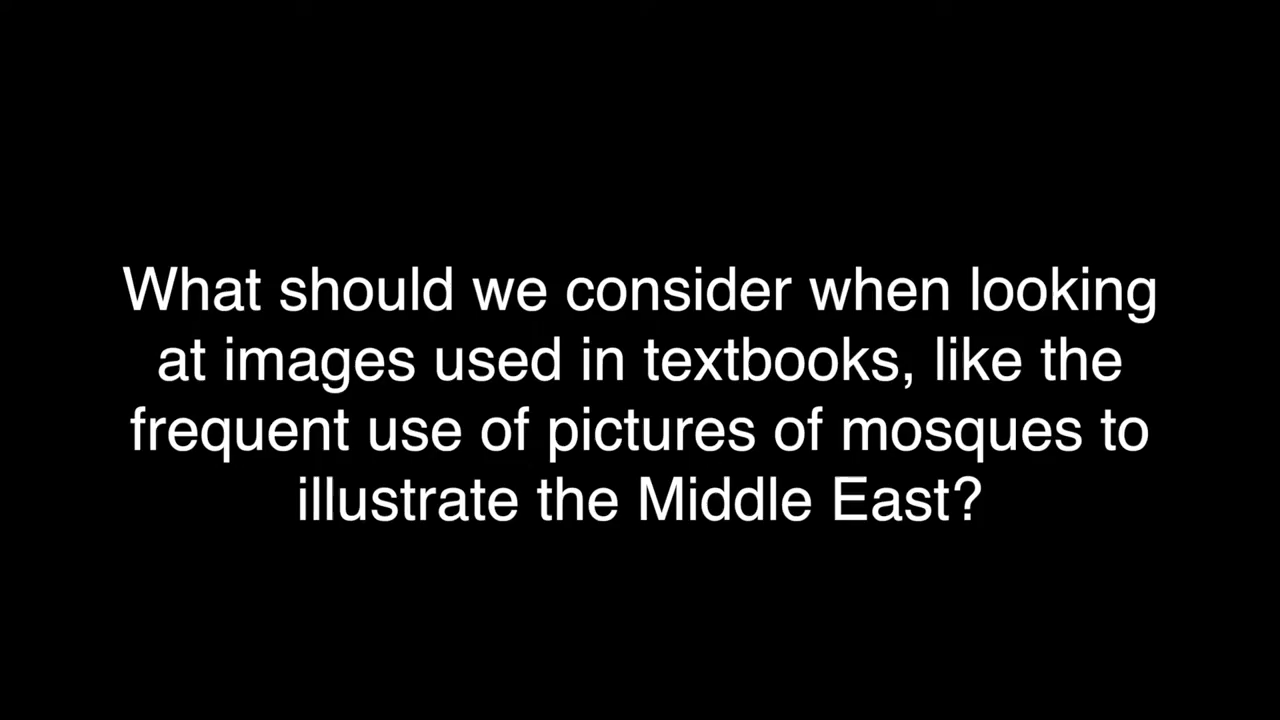 What should we consider when looking
at images used in textbooks, like the
frequent use of pictures of mosques to
illustrate the Middle East?